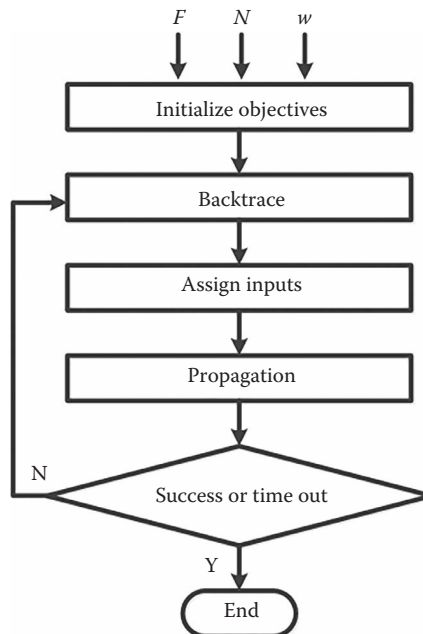 F N w
Initialize objectives
Backtrace
Assign inputs
Propagation
Success or time out
N
Y
End